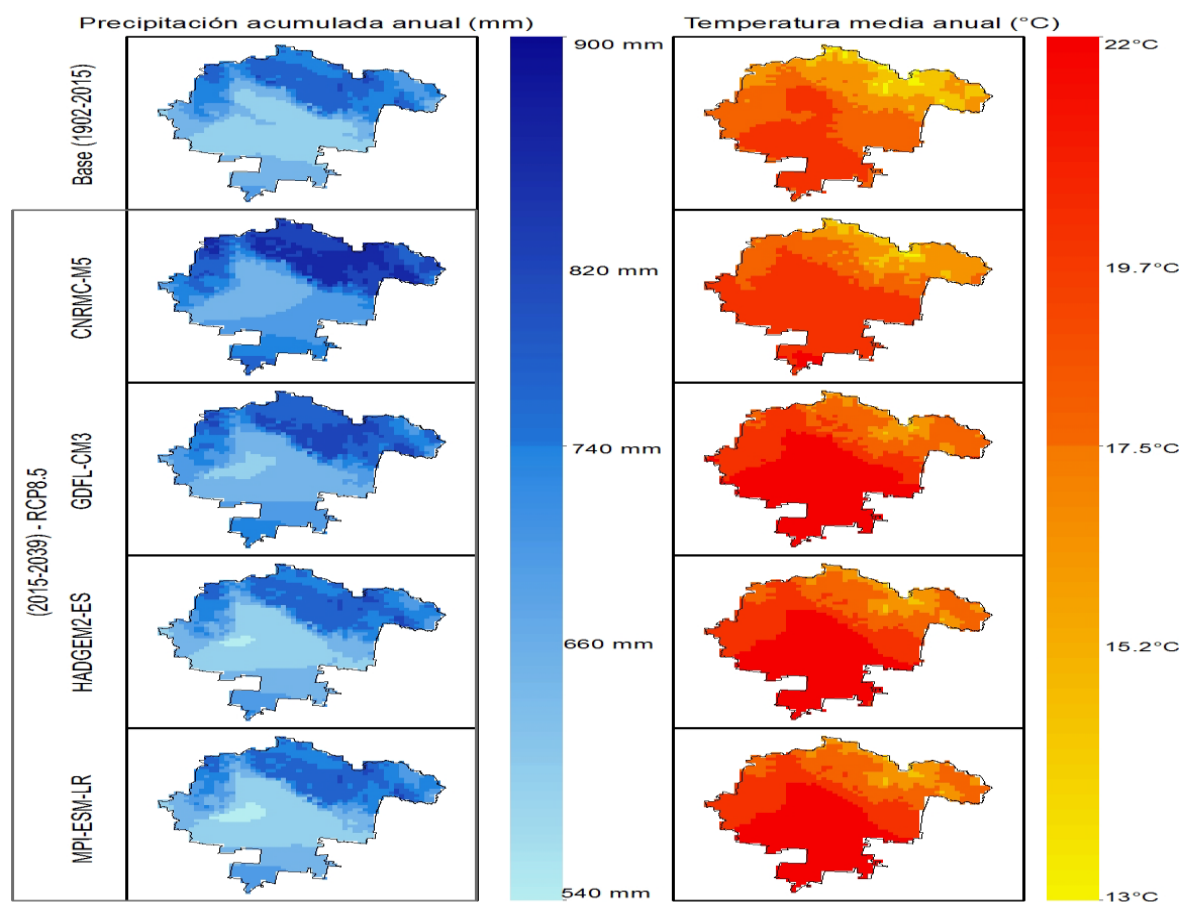 Precipitación acumulada anual (mm)
Temperatura media anual (°C)
Base (1902-2015)
(2015-2039) - RCP8.5
CNRMC-M5
GDFL-CM3
HADGEM2-ES
MPI-ESM-LR
900 mm
820 mm
740 mm
660 mm
540 mm
22°C
19.7°C
17.5°C
15.2°C
13°C